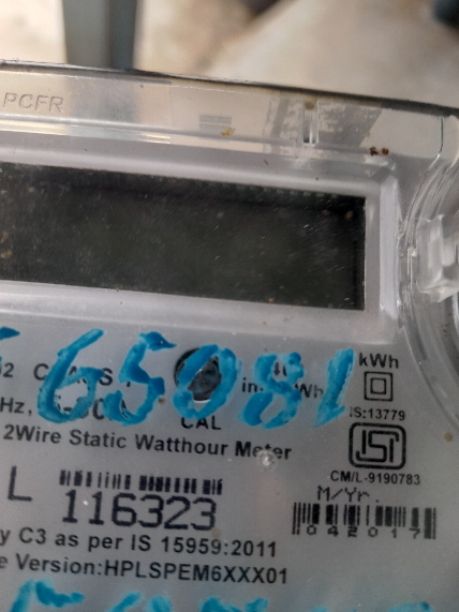 PCFR
65081
kWh
IS:13779
Hz,
CAL
2Wire Static Watthour Meter
CM/L-9190783
L
M/Yr.
116323
042017
y C3 as per IS 15959:2011
e Version:HPLSPEM6XXX01